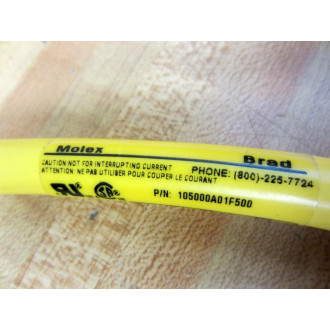 Molex Brad
CAUTION NOT FOR INTERRUPTING CURRENT PHONE: (800)-225-7724
ATTENTION: NE PAS UTILISER POUR COUPER LE COURANT
P/N: 105000A01F500